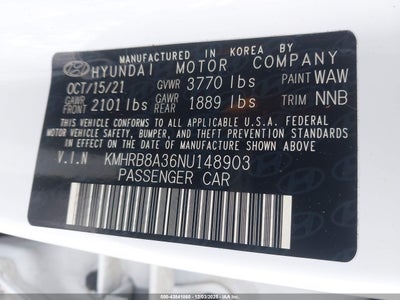 MANUFACTURED IN KOREA BY
HYUNDAI MOTOR COMPANY
OCT/15/21 GVWR 3770 lbs PAINT WAW
GAWR FRONT 2101 lbs GAWR REAR 1889 lbs TRIM NNB
THIS VEHICLE CONFORMS TO ALL APPLICABLE U.S.A. FEDERAL
MOTOR VEHICLE SAFETY, BUMPER, AND THEFT PREVENTION
STANDARDS IN EFFECT ON THE DATE OF MANUFACTURE SHOWN ABOVE.
V.I.N KMHRB8A36NU148903
PASSENGER CAR